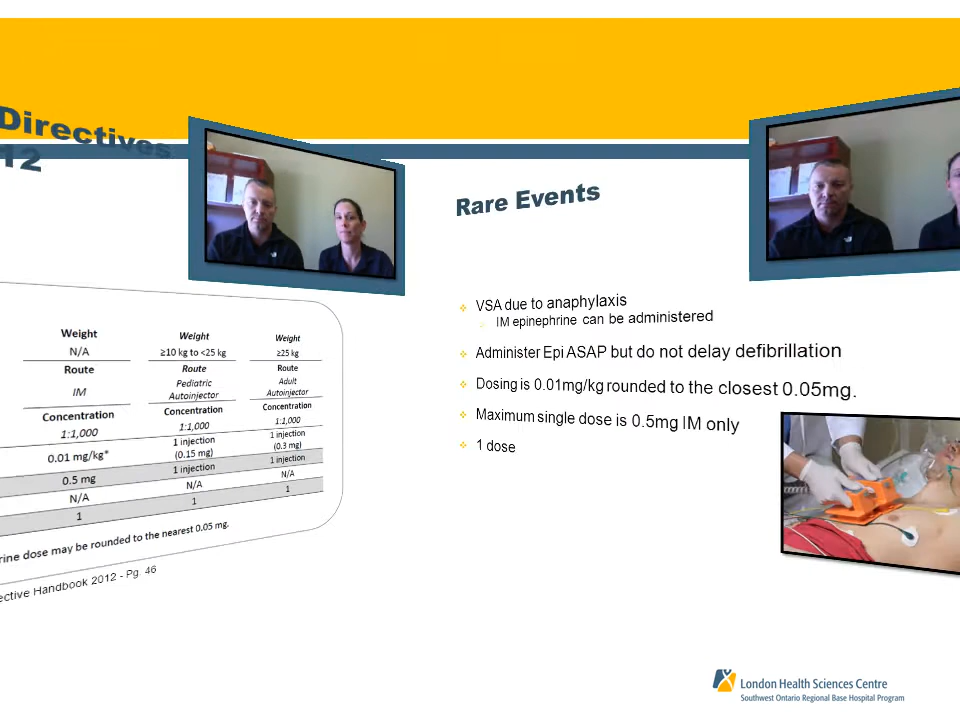 Directives
12
Weight
N/A
Route
IM
Concentration
1:1,000
0.01 mg/kg*
0.5 mg
N/A
1
Weight
≥10 kg to <25 kg
Route
Pediatric
Autoinjector
Concentration
1:1,000
1 injection
(0.15 mg)
1 injection
N/A
1
Weight
≥25 kg
Route
Adult
Autoinjector
Concentration
1:1,000
1 injection
(0.3 mg)
1 injection
N/A
1
rine dose may be rounded to the nearest 0.05 mg.
ective Handbook 2012 - Pg. 46
Rare Events
VSA due to anaphylaxis
IM epinephrine can be administered
Administer Epi ASAP but do not delay defibrillation
Dosing is 0.01mg/kg rounded to the closest 0.05mg.
Maximum single dose is 0.5mg IM only
1 dose
London Health Sciences Centre
Southwest Ontario Regional Base Hospital Program